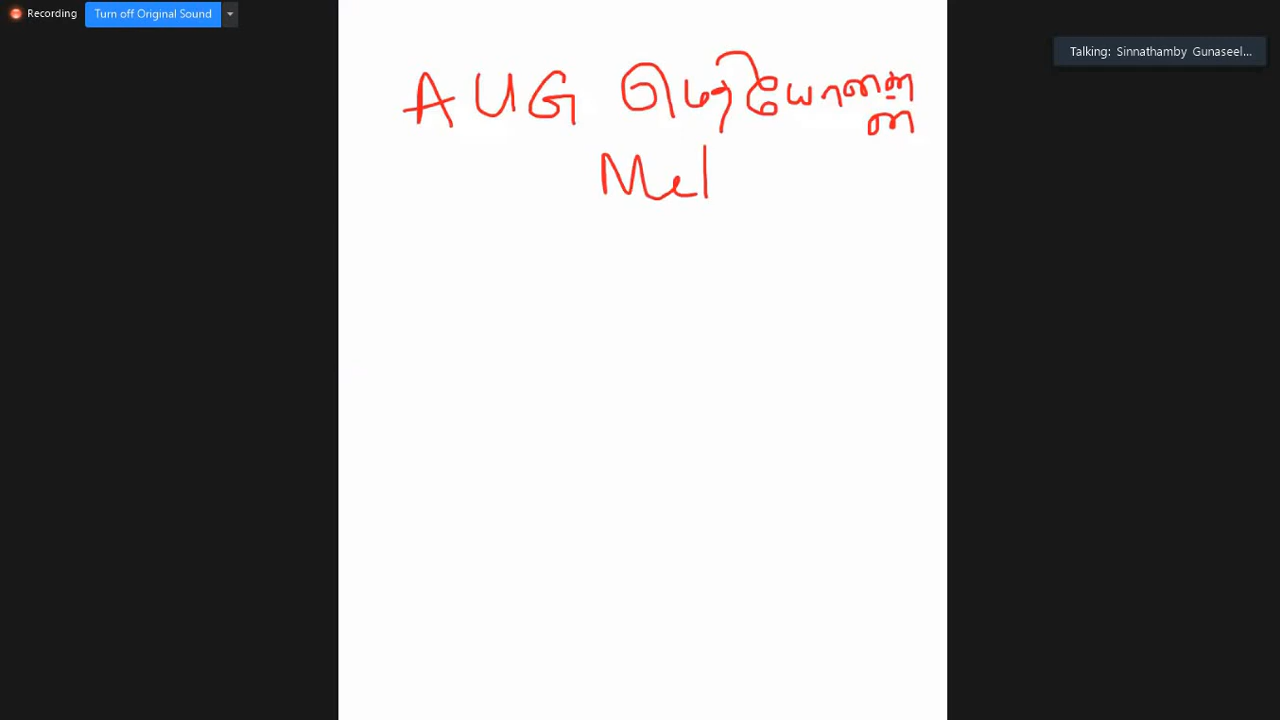 Recording
Turn off Original Sound
Talking: Sinnathamby Gunaseel...
AUG
Mel